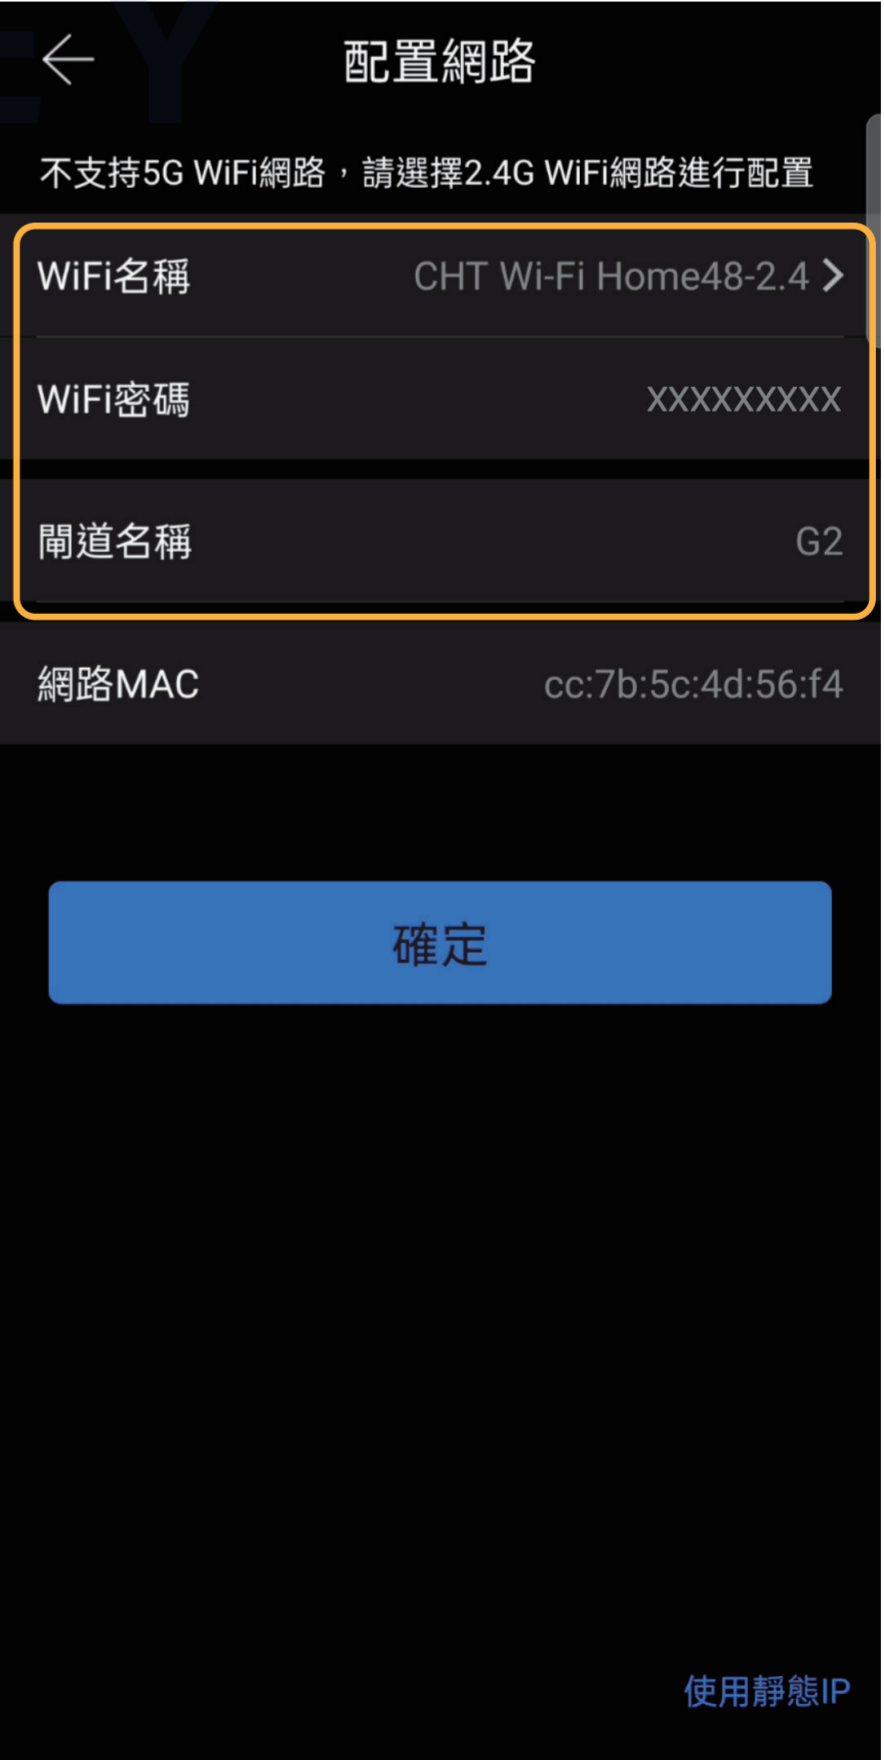 配置網路
不支持5G WiFi網路，請選擇2.4G WiFi網路進行配置
WiFi名稱 CHT Wi-Fi Home48-2.4
WiFi密碼 XXXXXXXXX
閘道名稱 G2
網路MAC cc:7b:5c:4d:56:f4
確定
使用靜態IP